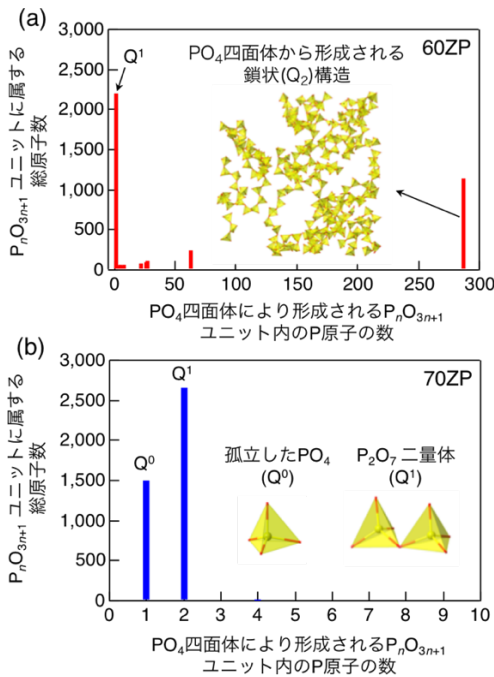 (a)
60ZP
3,000
2,500
2,000
1,500
1,000
500
0
Q¹
PO₄四面体から形成される
鎖状(Q₂)構造
PₙO₃ₙ₊₁ ユニットに属する
総原子数
0 50 100 150 200 250 300
PO₄四面体により形成されるPₙO₃ₙ₊₁
ユニット内のP原子の数
(b)
70ZP
3,000
2,500
2,000
1,500
1,000
500
0
Q⁰
Q¹
孤立したPO₄
(Q⁰)
P₂O₇ 二量体
(Q¹)
PₙO₃ₙ₊₁ ユニットに属する
総原子数
0 1 2 3 4 5 6 7 8 9 10
PO₄四面体により形成されるPₙO₃ₙ₊₁
ユニット内のP原子の数